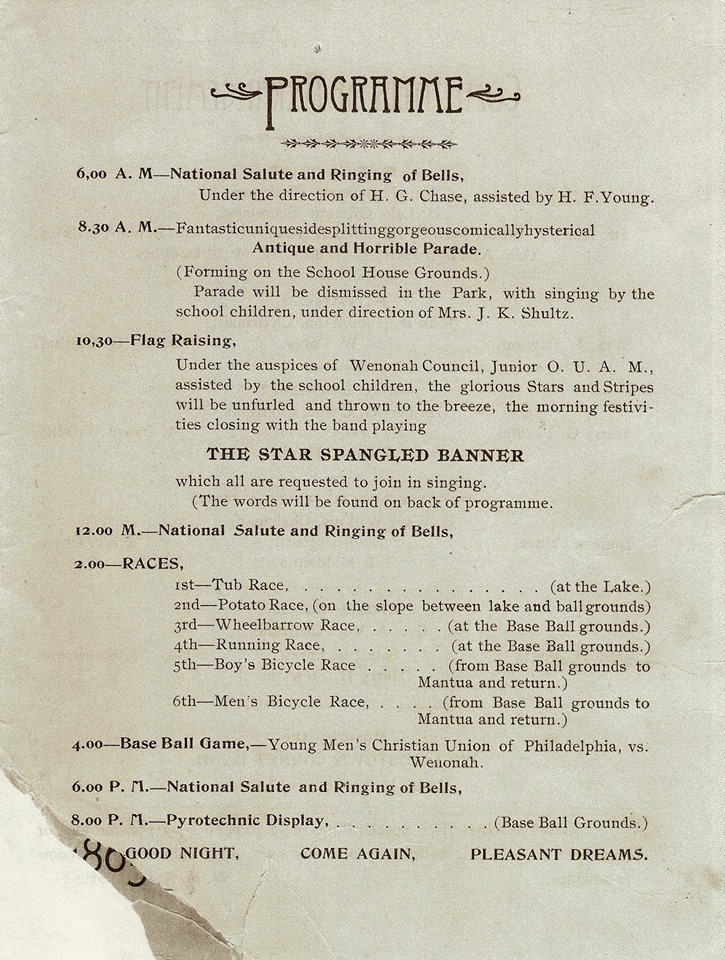 PROGRAMME
6,00 A. M—National Salute and Ringing of Bells,
Under the direction of H. G. Chase, assisted by H. F. Young.
8.30 A. M.—Fantasticuniquesidesplittinggorgeouscomicallyhysterical
Antique and Horrible Parade.
(Forming on the School House Grounds.)
Parade will be dismissed in the Park, with singing by the
school children, under direction of Mrs. J. K. Shultz.
10,30—Flag Raising,
Under the auspices of Wenonah Council, Junior O. U. A. M.,
assisted by the school children, the glorious Stars and Stripes
will be unfurled and thrown to the breeze, the morning festivi-
ties closing with the band playing
THE STAR SPANGLED BANNER
which all are requested to join in singing.
(The words will be found on back of programme.
12.00 M.—National Salute and Ringing of Bells,
2.00—RACES,
1st—Tub Race, . . . . . . . . . . . . . . . . (at the Lake.)
2nd—Potato Race, (on the slope between lake and ball grounds)
3rd—Wheelbarrow Race, . . . . . (at the Base Ball grounds.)
4th—Running Race, . . . . . . . (at the Base Ball grounds.)
5th—Boy's Bicycle Race . . . . . (from Base Ball grounds to
Mantua and return.)
6th—Men's Bicycle Race, . . . . (from Base Ball grounds to
Mantua and return.)
4.00—Base Ball Game,—Young Men's Christian Union of Philadelphia, vs.
Wenonah.
6.00 P. M.—National Salute and Ringing of Bells,
8.00 P. M.—Pyrotechnic Display, . . . . . . . . . . (Base Ball Grounds.)
GOOD NIGHT, COME AGAIN, PLEASANT DREAMS.